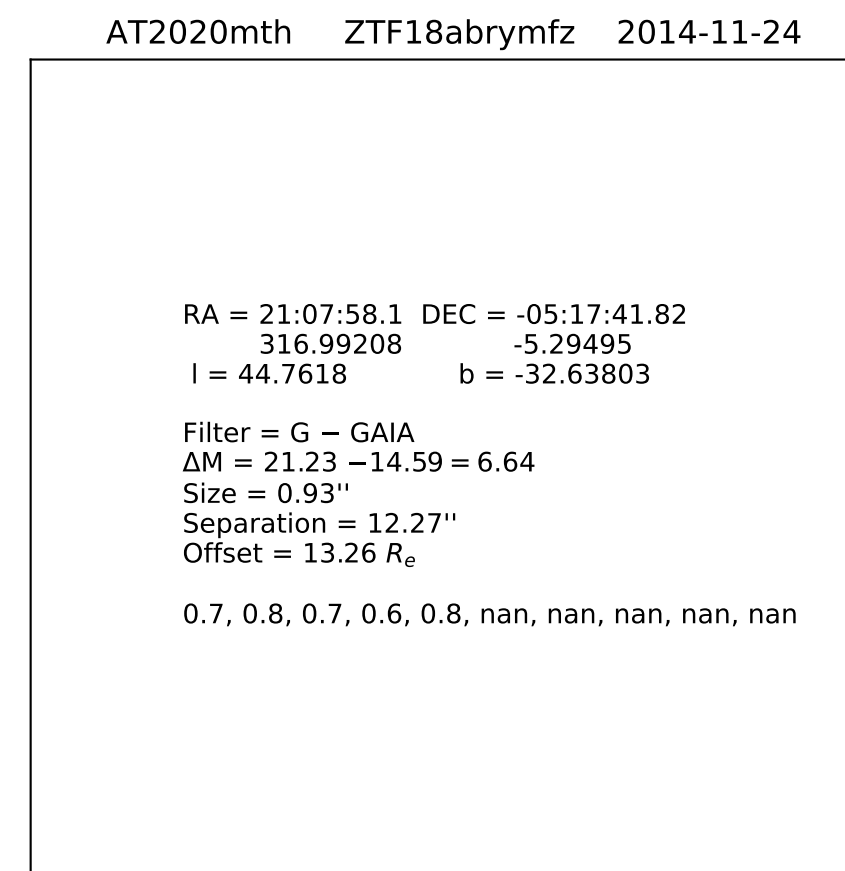 AT2020mth ZTF18abrymfz 2014-11-24
RA = 21:07:58.1 DEC = -05:17:41.82
316.99208 -5.29495
l = 44.7618 b = -32.63803
Filter = G − GAIA
ΔM = 21.23 −14.59 = 6.64
Size = 0.93''
Separation = 12.27''
Offset = 13.26 Re
0.7, 0.8, 0.7, 0.6, 0.8, nan, nan, nan, nan, nan